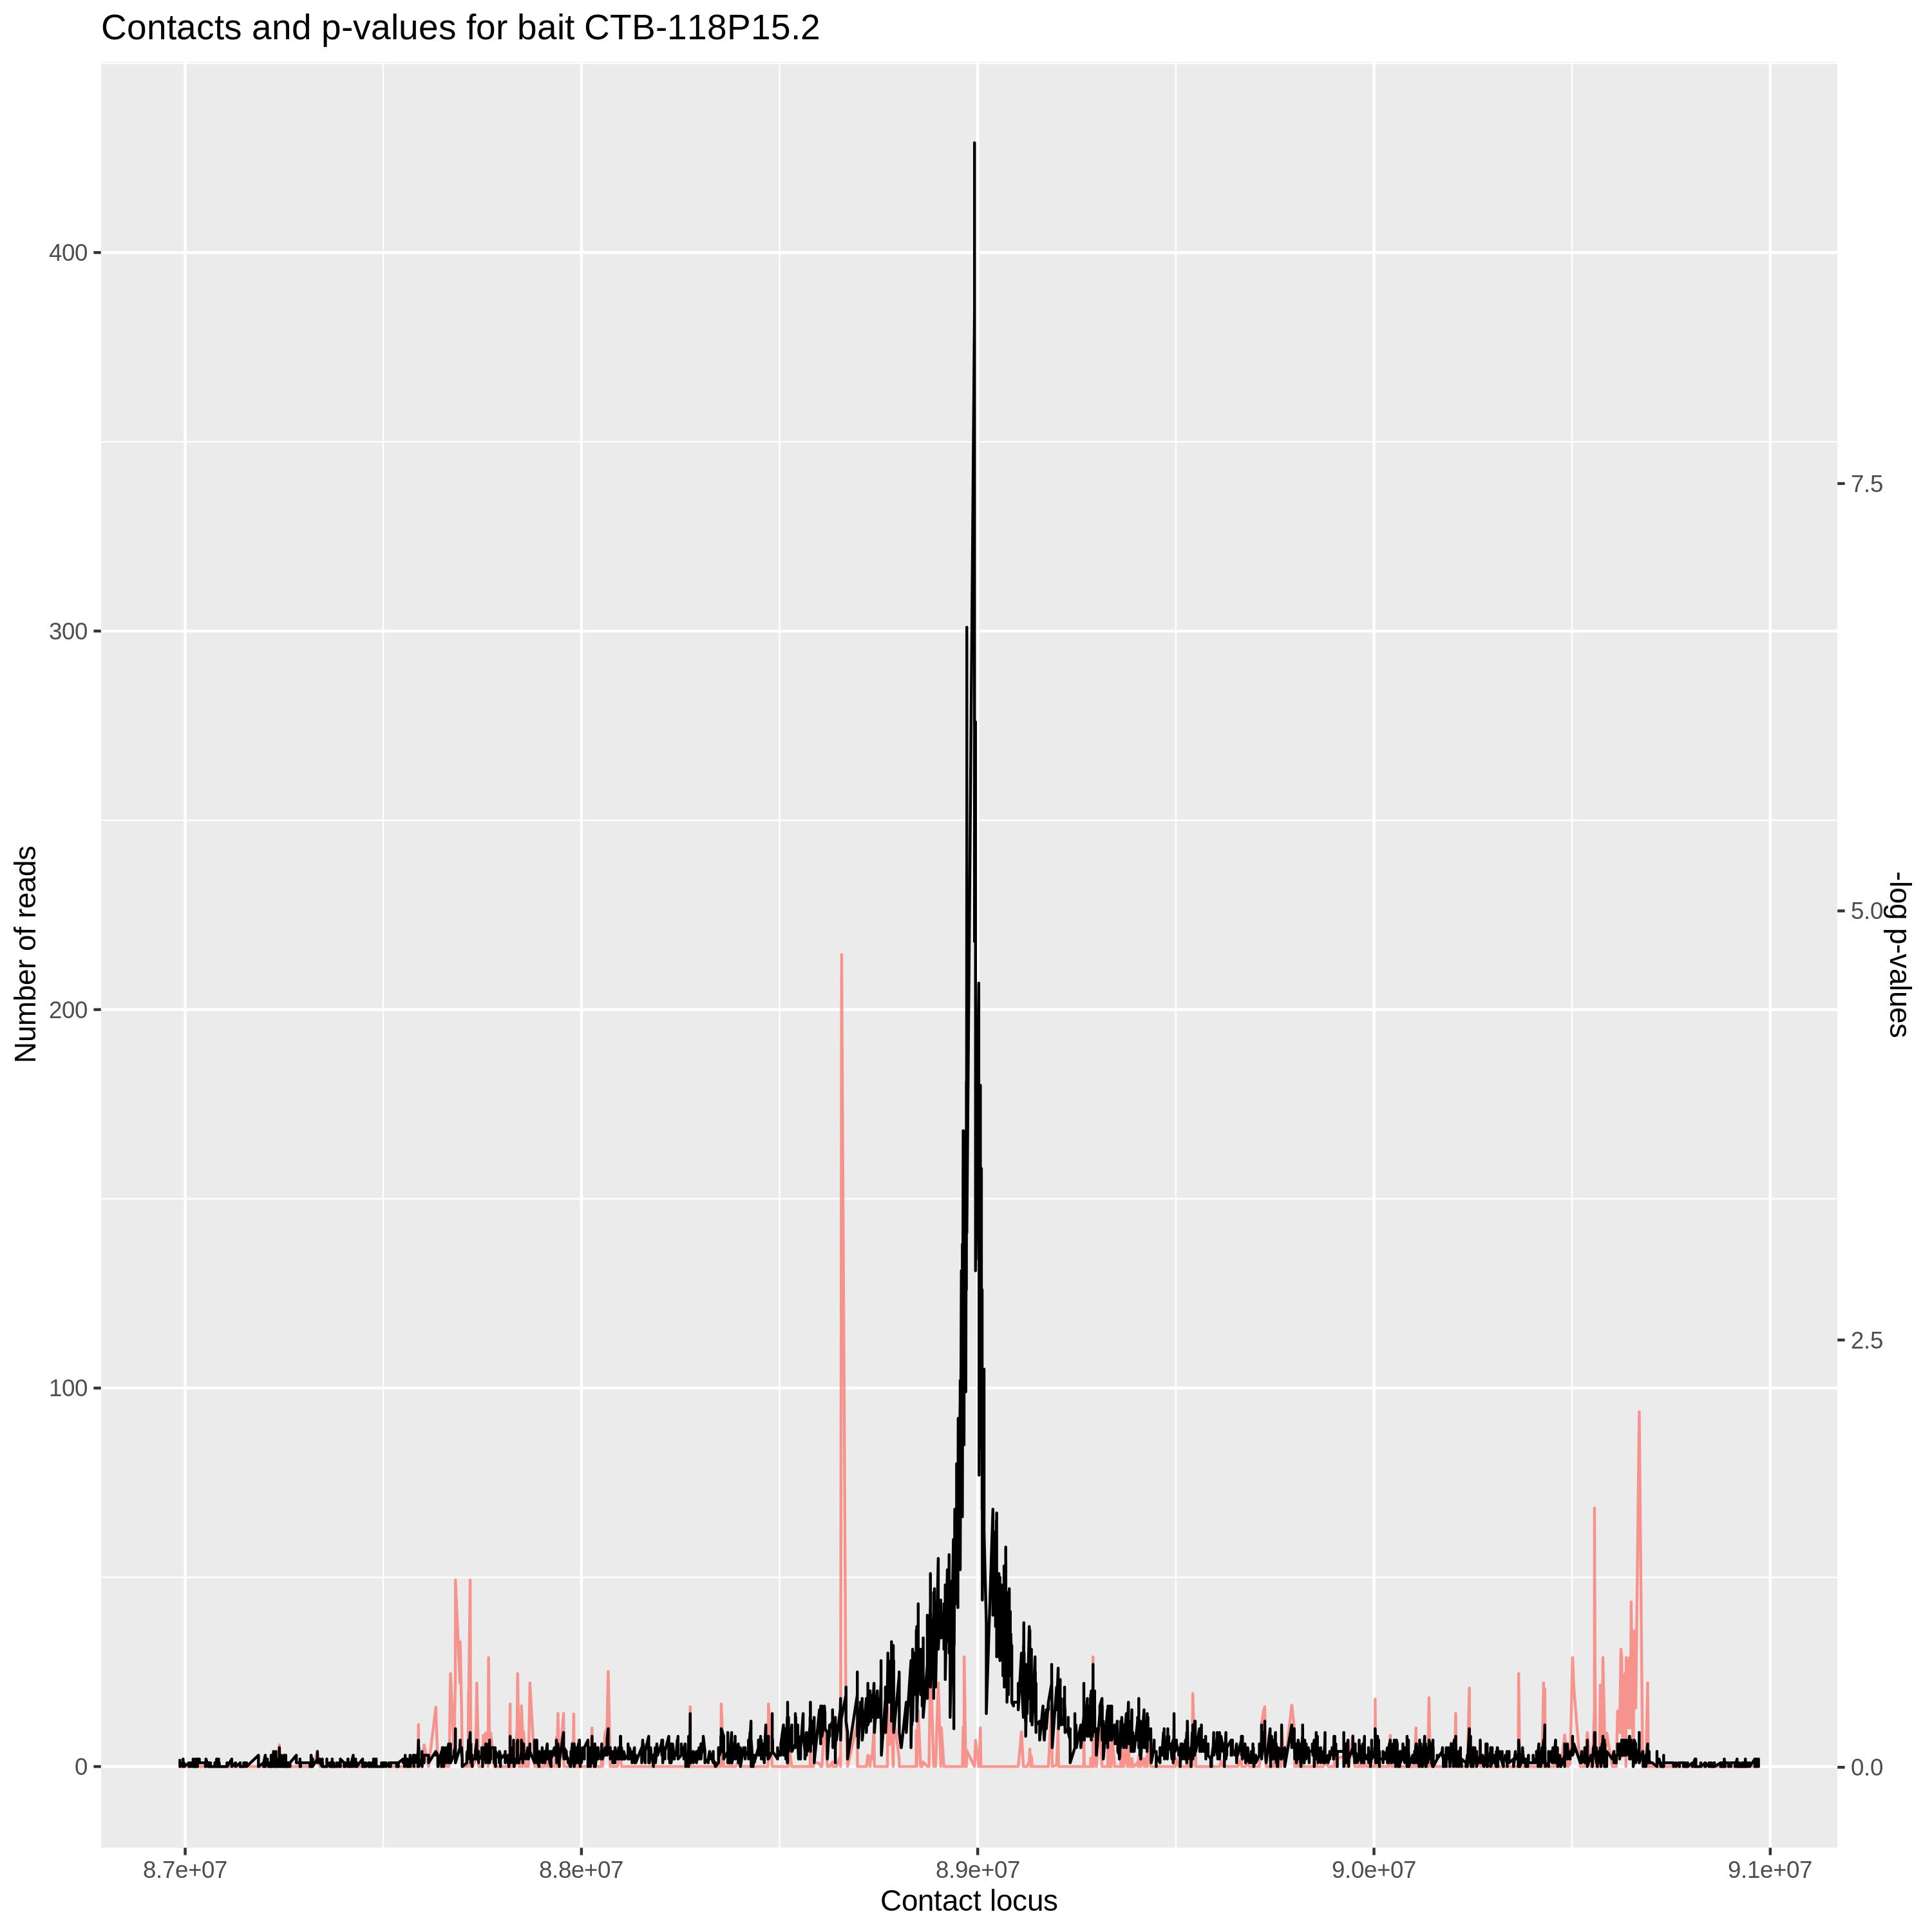 Contacts and p-values for bait CTB-118P15.2
400
300
200
100
0
Number of reads
7.5
5.0
2.5
0.0
-log p-values
8.7e+07 8.8e+07 8.9e+07 9.0e+07 9.1e+07
Contact locus